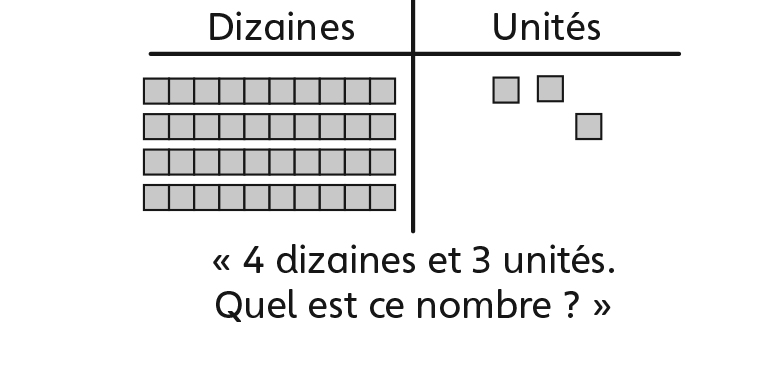 Dizaines Unités
« 4 dizaines et 3 unités.
Quel est ce nombre ? »